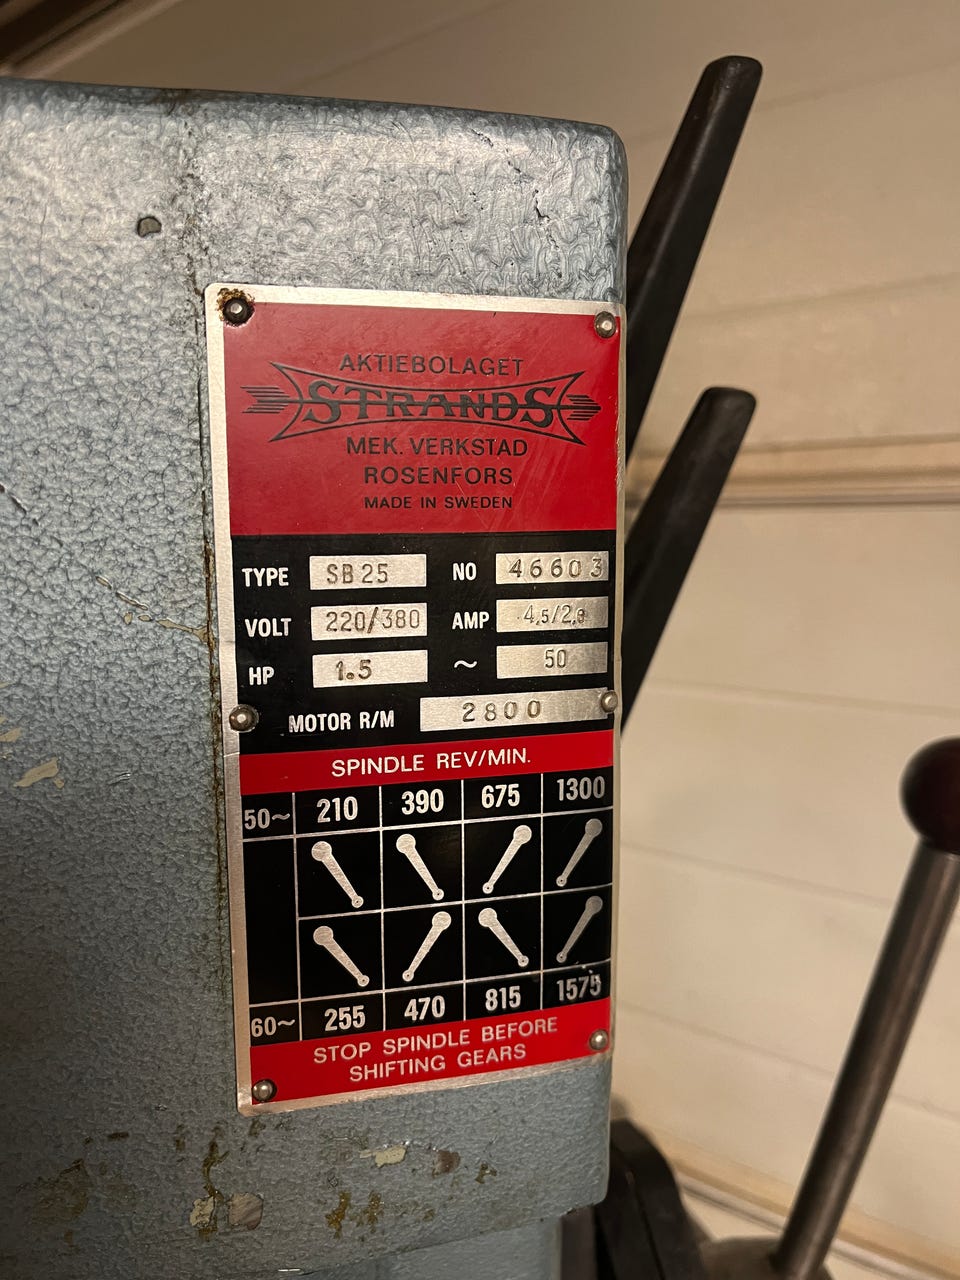 AKTIEBOLAGET
STRANDS
MEK. VERKSTAD
ROSENFORS
MADE IN SWEDEN
TYPE SB25 NO 46603
VOLT 220/380 AMP 4,5/2,6
HP 1.5 ~ 50
MOTOR R/M 2800
SPINDLE REV/MIN.
50~ 210 390 675 1300
60~ 255 470 815 1575
STOP SPINDLE BEFORE
SHIFTING GEARS